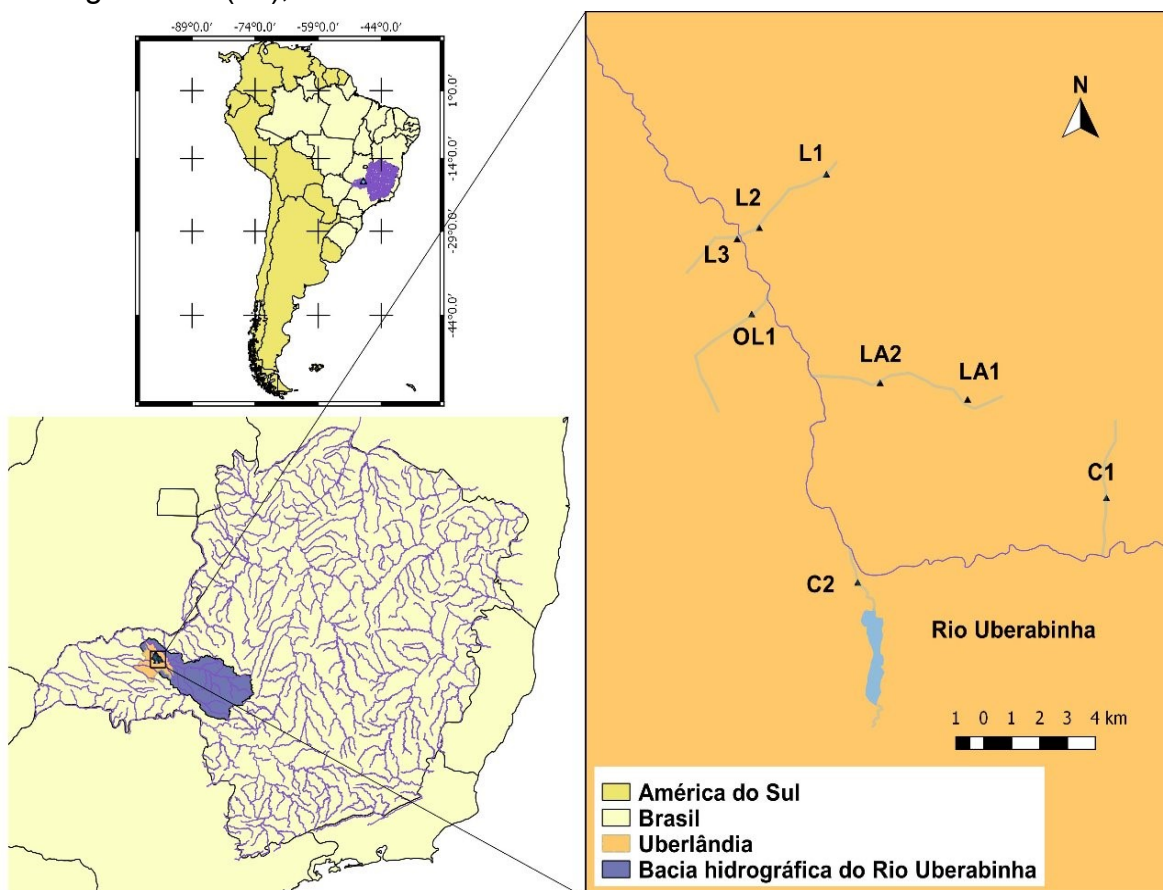 -89°0.0' -74°0.0' -59°0.0' -44°0.0'
1°0.0'
-14°0.0'
-29°0.0'
-44°0.0'
N
L1
L2
L3
OL1
LA2
LA1
C1
C2
Rio Uberabinha
1 0 1 2 3 4 km
América do Sul
Brasil
Uberlândia
Bacia hidrográfica do Rio Uberabinha